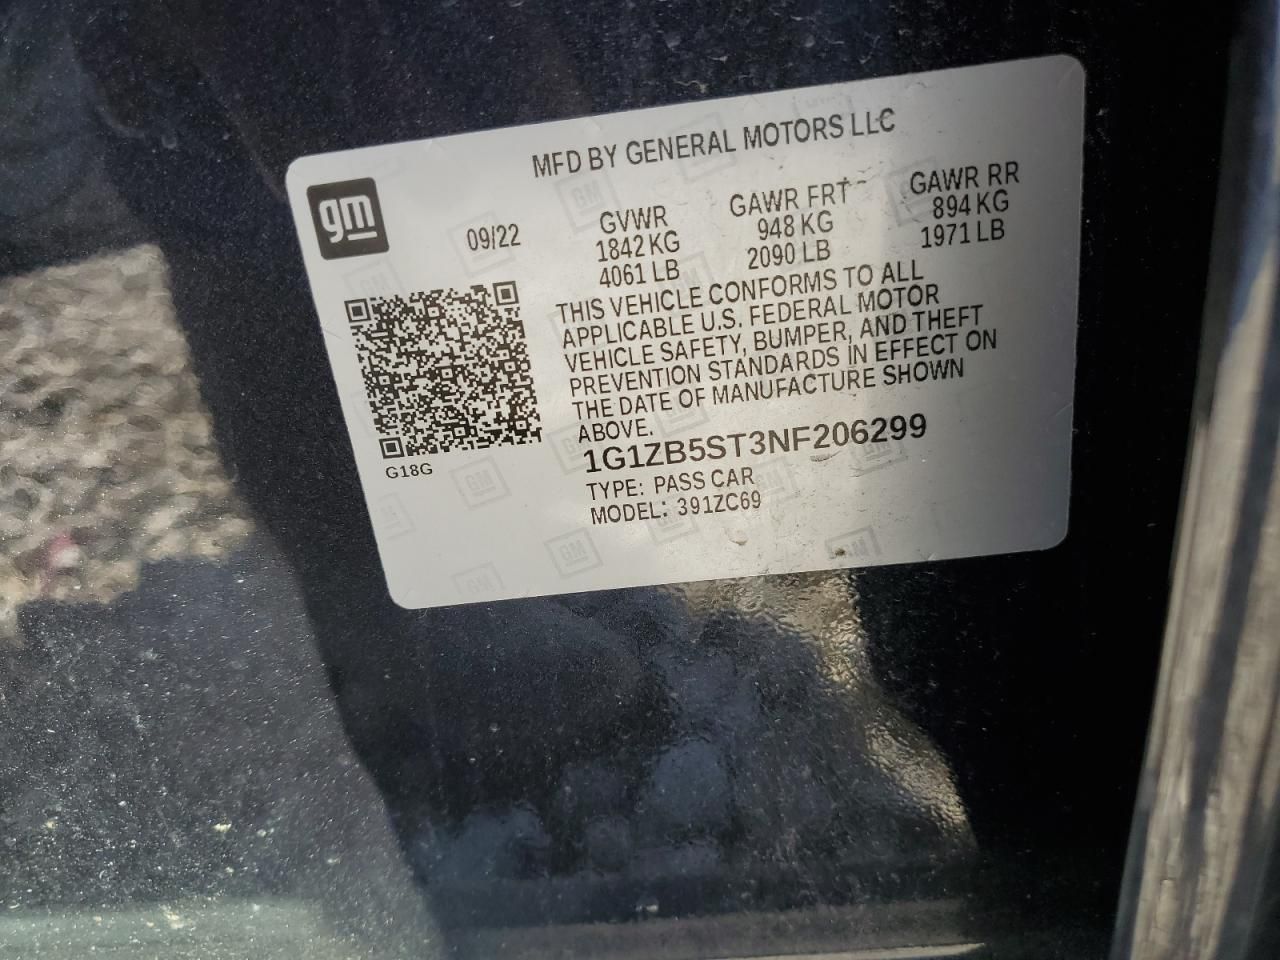 MFD BY GENERAL MOTORS LLC
gm
09/22
GVWR
1842 KG
4061 LB
GAWR FRT
948 KG
2090 LB
GAWR RR
894 KG
1971 LB
THIS VEHICLE CONFORMS TO ALL
APPLICABLE U.S. FEDERAL MOTOR
VEHICLE SAFETY, BUMPER, AND THEFT
PREVENTION STANDARDS IN EFFECT ON
THE DATE OF MANUFACTURE SHOWN
ABOVE.
1G1ZB5ST3NF206299
TYPE: PASS CAR
MODEL: 391ZC69
G18G